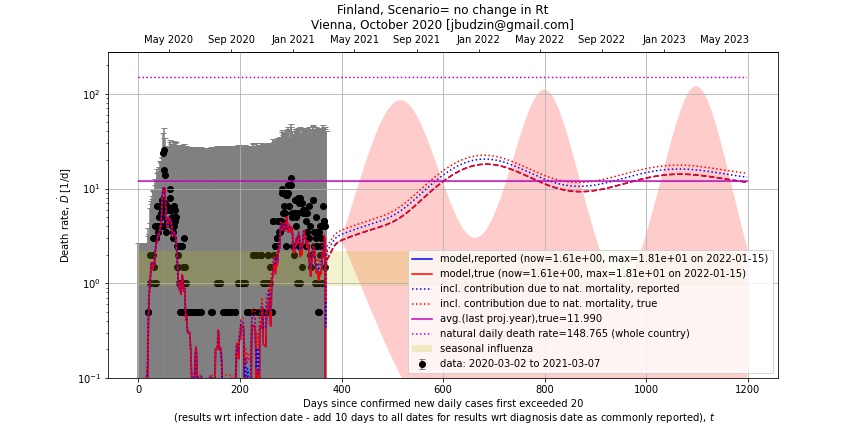 Finland, Scenario= no change in Rt
Vienna, October 2020 [jbudzin@gmail.com]
May 2020 Sep 2020 Jan 2021 May 2021 Sep 2021 Jan 2022 May 2022 Sep 2022 Jan 2023 May 2023
Death rate, D [1/d]
10²
10¹
10⁰
10⁻¹
model,reported (now=1.61e+00, max=1.81e+01 on 2022-01-15)
model,true (now=1.61e+00, max=1.81e+01 on 2022-01-15)
incl. contribution due to nat. mortality, reported
incl. contribution due to nat. mortality, true
avg.(last proj.year),true=11.990
natural daily death rate=148.765 (whole country)
seasonal influenza
data: 2020-03-02 to 2021-03-07
0 200 400 600 800 1000 1200
Days since confirmed new daily cases first exceeded 20
(results wrt infection date - add 10 days to all dates for results wrt diagnosis date as commonly reported), t